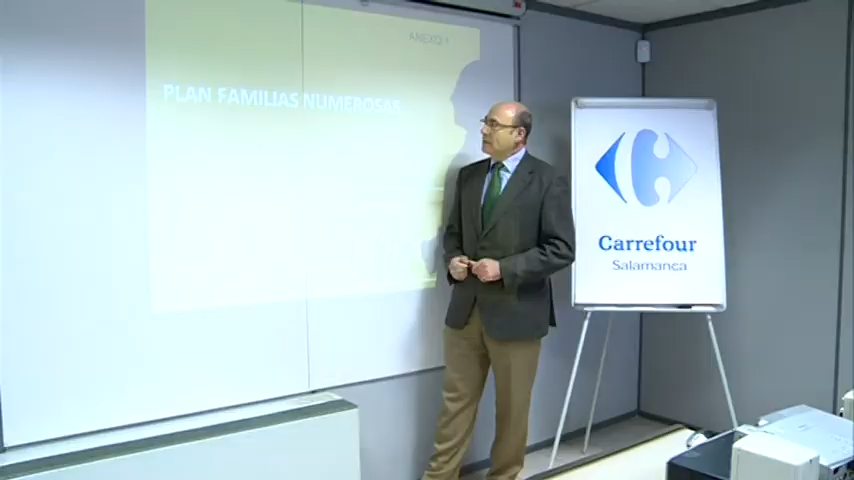 ANEXO 1
PLAN FAMILIAS NUMEROSAS
Carrefour
Salamanca